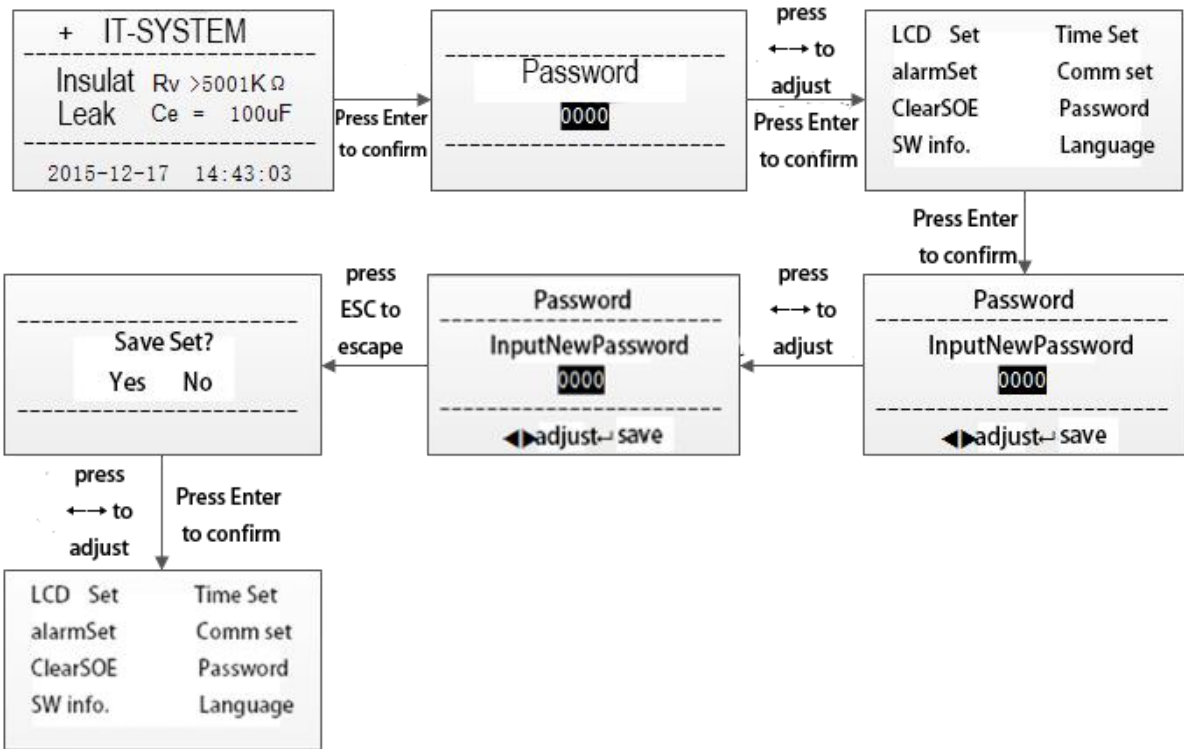 + IT-SYSTEM
Insulat Rv >5001KΩ
Leak Ce = 100uF
2015-12-17 14:43:03
Press Enter
to confirm
Password
0000
press
←→ to
adjust
Press Enter
to confirm
LCD Set Time Set
alarmSet Comm set
ClearSOE Password
SW info. Language
Press Enter
to confirm
Password
InputNewPassword
0000
◀▶adjust↵ save
press
←→ to
adjust
Password
InputNewPassword
0000
◀▶adjust↵ save
press
ESC to
escape
Save Set?
Yes No
press
←→ to
adjust
Press Enter
to confirm
LCD Set Time Set
alarmSet Comm set
ClearSOE Password
SW info. Language